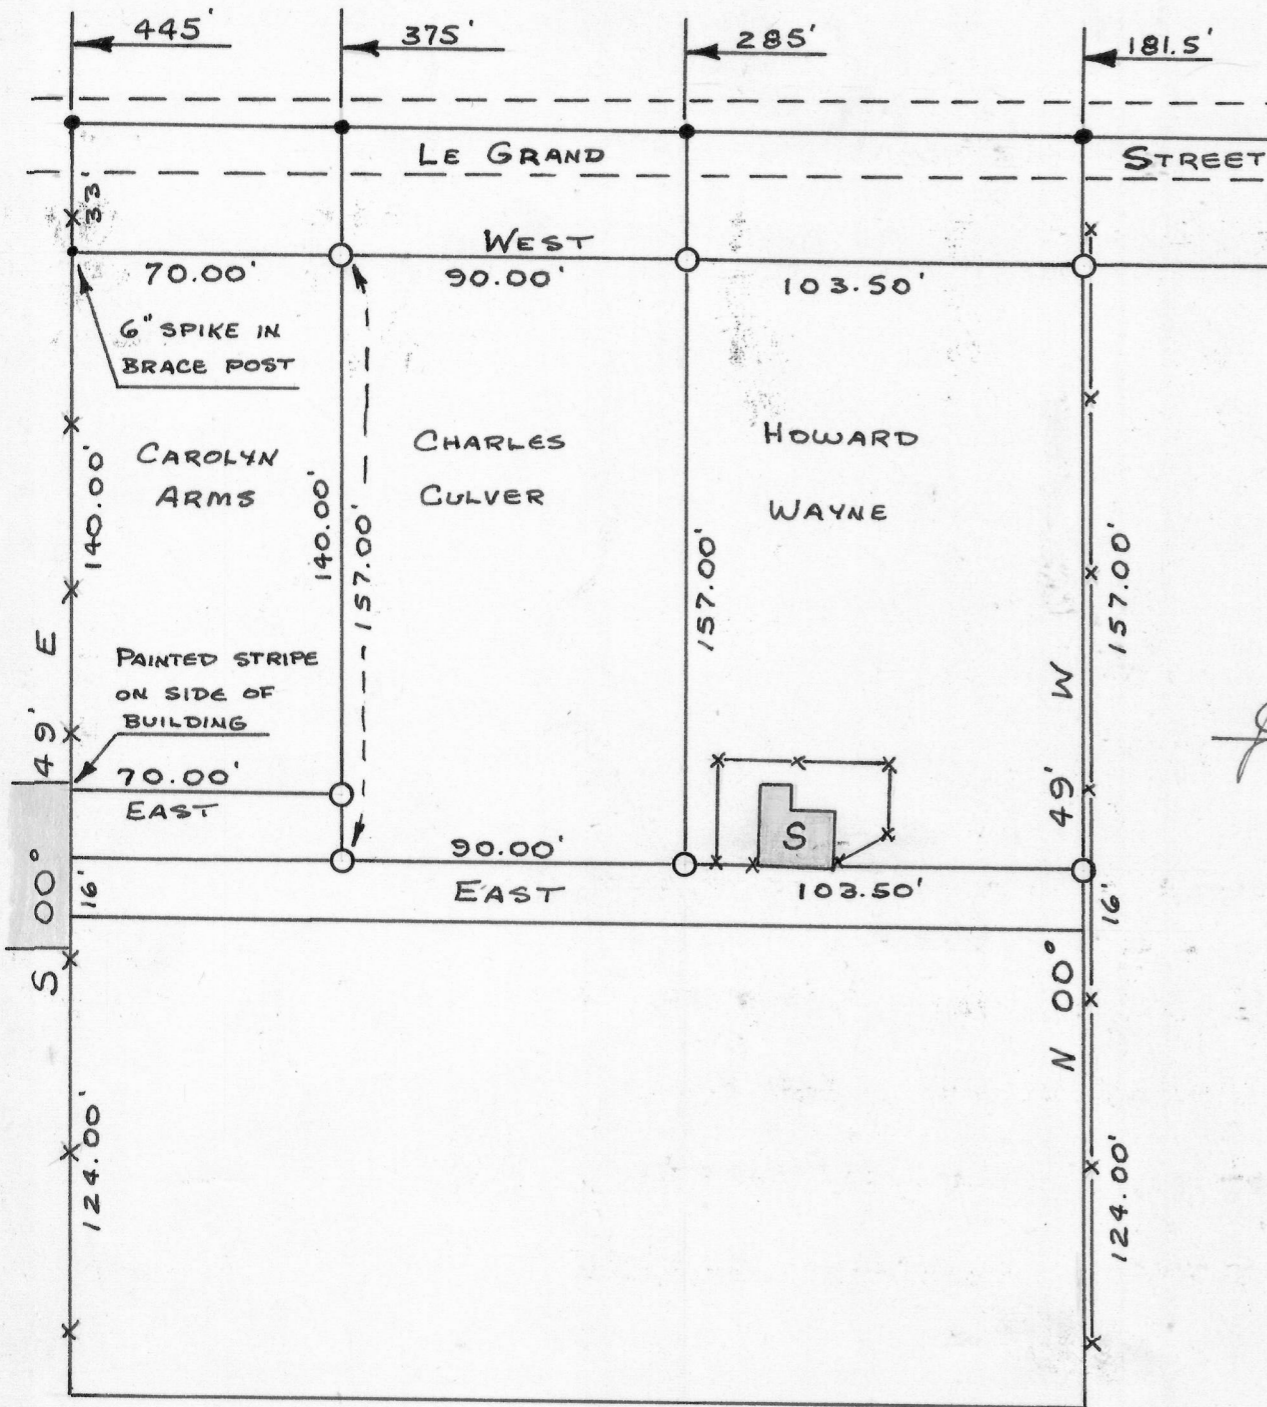 445'
375'
285'
181.5'
LE GRAND STREET
33'
WEST
70.00'
90.00'
103.50'
6" SPIKE IN
BRACE POST
CAROLYN
ARMS
CHARLES
CULVER
HOWARD
WAYNE
140.00'
140.00'
157.00'
157.00'
157.00'
PAINTED STRIPE
ON SIDE OF
BUILDING
70.00'
EAST
S
90.00'
EAST
103.50'
16'
16'
S 00° 49' E
N 00° 49' W
124.00'
124.00'